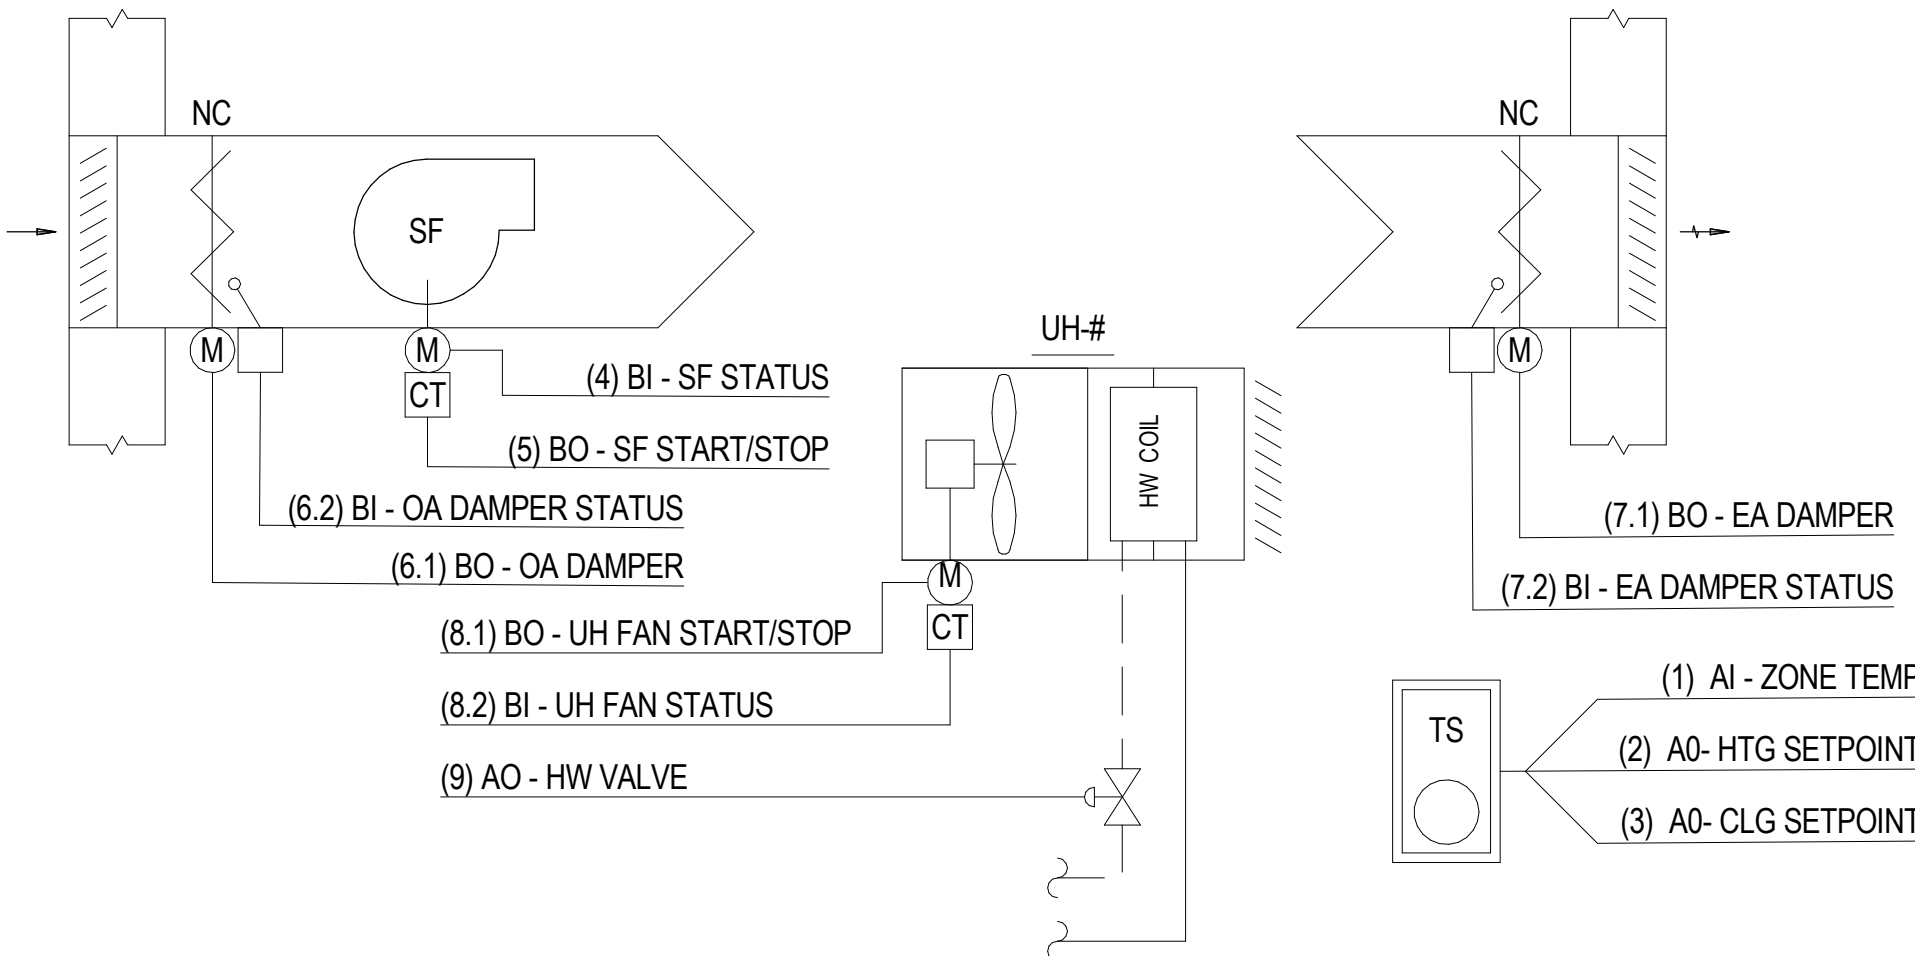 NC
NC
SF
UH-#
M
M
M
CT
(4) BI - SF STATUS
(5) BO - SF START/STOP
HW COIL
(6.2) BI - OA DAMPER STATUS
(7.1) BO - EA DAMPER
(6.1) BO - OA DAMPER
M
(7.2) BI - EA DAMPER STATUS
(8.1) BO - UH FAN START/STOP
CT
(8.2) BI - UH FAN STATUS
(1) AI - ZONE TEMP
TS
(2) A0- HTG SETPOINT
(9) AO - HW VALVE
(3) A0- CLG SETPOINT